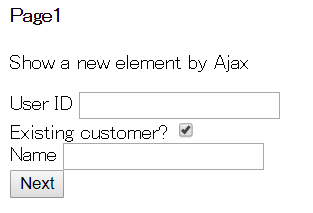 Page1
Show a new element by Ajax
User ID
Existing customer?
Name
Next